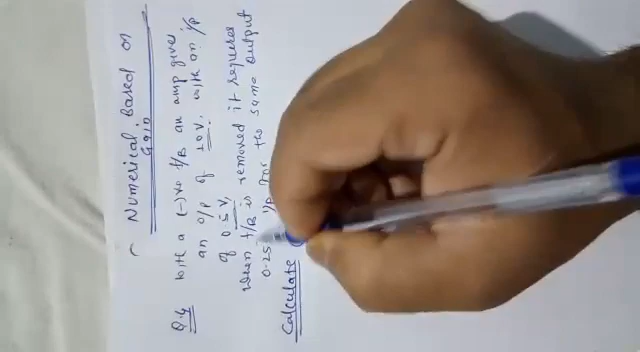 Numerical based on
Gain
Q.4 with a (-)ve f/B an amp gives
an O/P of 10V. with an i/p
of 0.5V,
when f/B is removed it requires
0.25 i/p for the same output
Calculate